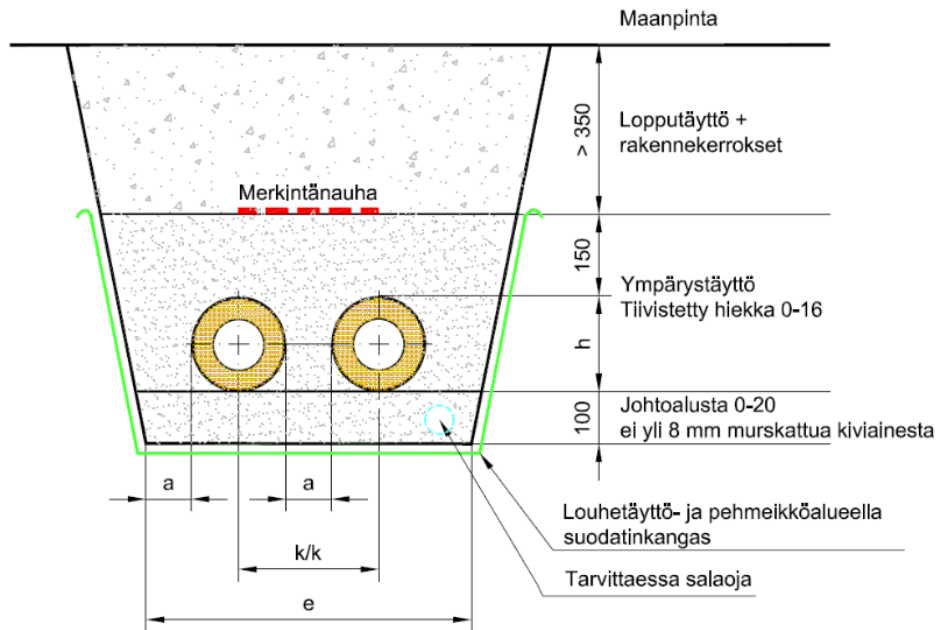 Maanpinta
> 350
Lopputäyttö +
rakennekerrokset
Merkintänauha
150
Ympärystäyttö
Tiivistetty hiekka 0-16
h
100
Johtoalusta 0-20
ei yli 8 mm murskattua kiviainesta
a
a
Louhetäyttö- ja pehmeikköalueella
suodatinkangas
k/k
Tarvittaessa salaoja
e